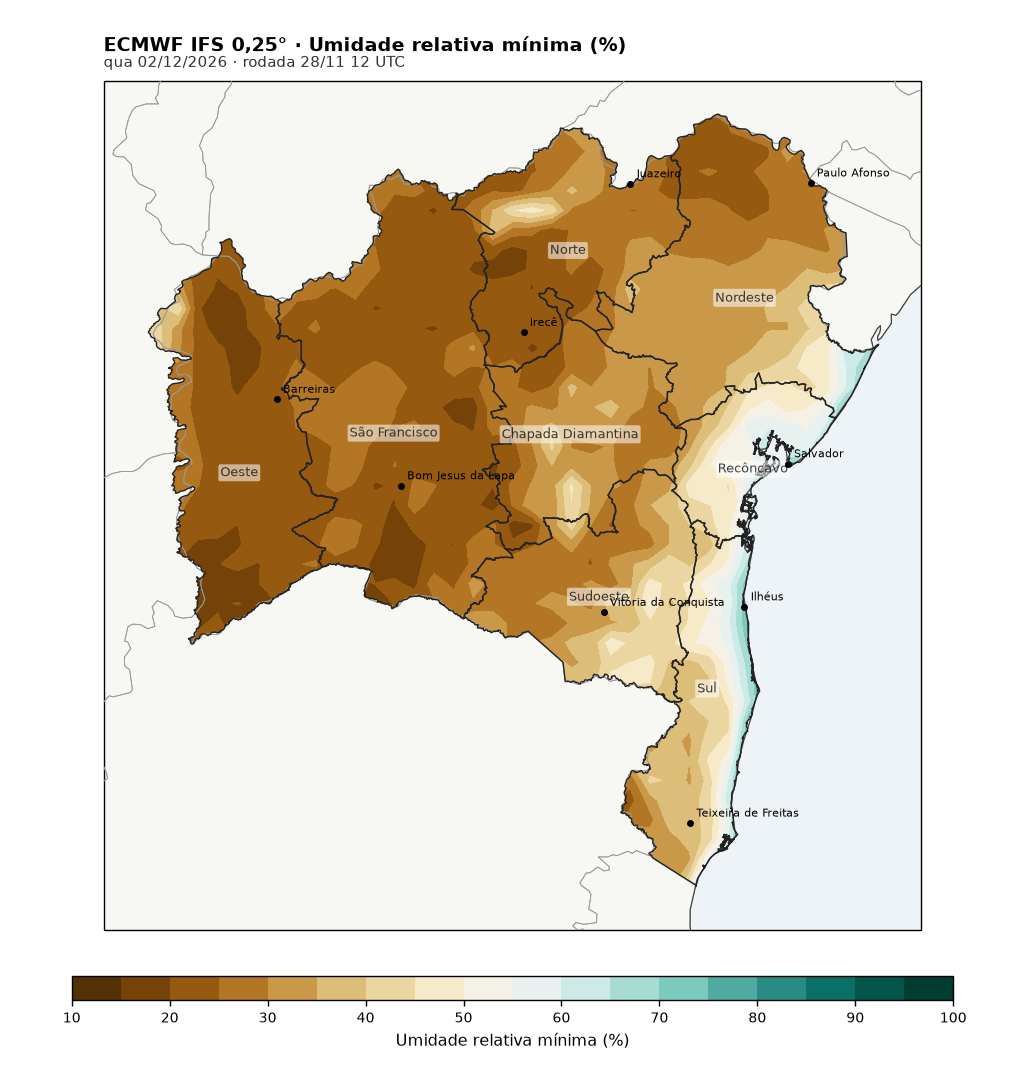 ECMWF IFS 0,25° · Umidade relativa mínima (%)
qua 02/12/2026 · rodada 28/11 12 UTC
Juazeiro
Paulo Afonso
Norte
Nordeste
Irecê
Barreiras
São Francisco
Chapada Diamantina
Salvador
Recôncavo
Oeste
Bom Jesus da Lapa
Sudoeste
Vitória da Conquista
Ilhéus
Sul
Teixeira de Freitas
10 20 30 40 50 60 70 80 90 100
Umidade relativa mínima (%)